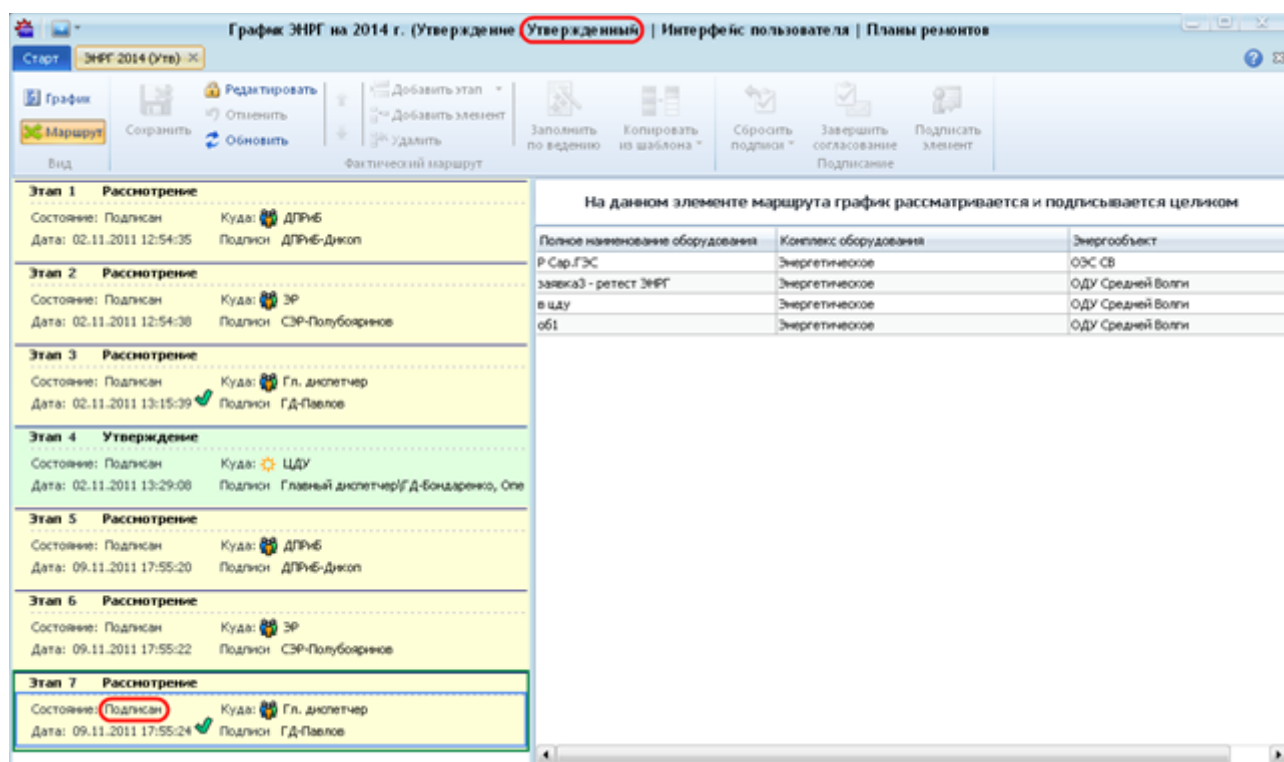 График ЭНРГ на 2014 г. (Утверждение Утвержденный) | Интерфейс пользователя | Планы ремонтов
Старт ЭНРГ 2014 (Утв)
График Сохранить Редактировать Добавить этап
Отменить Добавить элемент
Маршрут Обновить Удалить
Заполнить по ведению Копировать из шаблона Сбросить подписи Завершить согласование Подписать элемент
Вид Фактический маршрут Подписание
Этап 1 Рассмотрение
Состояние: Подписан Куда: ДПРиБ
Дата: 02.11.2011 12:54:35 Подписи ДПРиБ-Дикоп
Этап 2 Рассмотрение
Состояние: Подписан Куда: ЭР
Дата: 02.11.2011 12:54:38 Подписи СЭР-Полубояринов
Этап 3 Рассмотрение
Состояние: Подписан Куда: Гл. диспетчер
Дата: 02.11.2011 13:15:39 Подписи ГД-Павлов
Этап 4 Утверждение
Состояние: Подписан Куда: ЦДУ
Дата: 02.11.2011 13:29:08 Подписи Главный диспетчер\ГД-Бондаренко, Опе
Этап 5 Рассмотрение
Состояние: Подписан Куда: ДПРиБ
Дата: 09.11.2011 17:55:20 Подписи ДПРиБ-Дикоп
Этап 6 Рассмотрение
Состояние: Подписан Куда: ЭР
Дата: 09.11.2011 17:55:22 Подписи СЭР-Полубояринов
Этап 7 Рассмотрение
Состояние: Подписан Куда: Гл. диспетчер
Дата: 09.11.2011 17:55:24 Подписи ГД-Павлов
На данном элементе маршрута график рассматривается и подписывается целиком
Полное наименование оборудования Комплекс оборудования Энергообъект
Р Сар.ГЭС Энергетическое ОЭС СВ
заявка3 - ретест ЭНРГ Энергетическое ОДУ Средней Волги
в цду Энергетическое ОДУ Средней Волги
об1 Энергетическое ОДУ Средней Волги